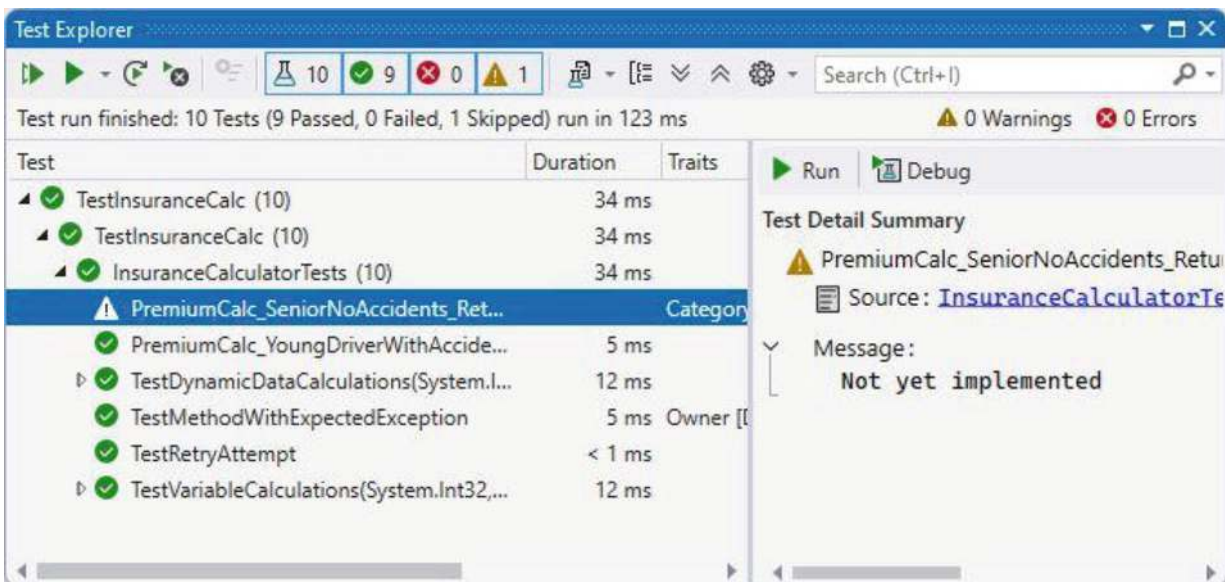 Test Explorer
10 9 0 1 Search (Ctrl+I)
Test run finished: 10 Tests (9 Passed, 0 Failed, 1 Skipped) run in 123 ms 0 Warnings 0 Errors
Test Duration Traits
TestInsuranceCalc (10) 34 ms
TestInsuranceCalc (10) 34 ms
InsuranceCalculatorTests (10) 34 ms
PremiumCalc_SeniorNoAccidents_Ret... Category
PremiumCalc_YoungDriverWithAccide... 5 ms
TestDynamicDataCalculations(System.I... 12 ms
TestMethodWithExpectedException 5 ms Owner [
TestRetryAttempt < 1 ms
TestVariableCalculations(System.Int32,... 12 ms
Run Debug
Test Detail Summary
PremiumCalc_SeniorNoAccidents_Retu
Source: InsuranceCalculatorTe
Message:
Not yet implemented